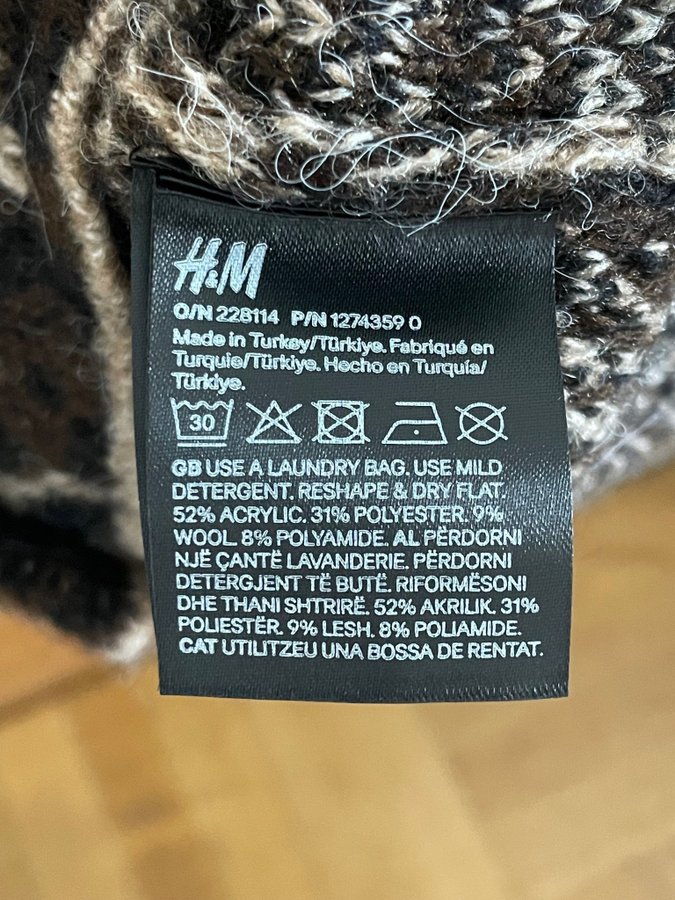 H&M
O/N 228114 P/N 1274359 0
Made in Turkey/Türkiye. Fabriqué en
Turquie/Türkiye. Hecho en Turquía/
Türkiye.
30
GB USE A LAUNDRY BAG. USE MILD
DETERGENT. RESHAPE & DRY FLAT.
52% ACRYLIC. 31% POLYESTER. 9%
WOOL. 8% POLYAMIDE. AL PËRDORNI
NJË ÇANTË LAVANDERIE. PËRDORNI
DETERGJENT TË BUTË. RIFORMËSONI
DHE THANI SHTRIRË. 52% AKRILIK. 31%
POLIESTËR. 9% LESH. 8% POLIAMIDE.
CAT UTILITZEU UNA BOSSA DE RENTAT.